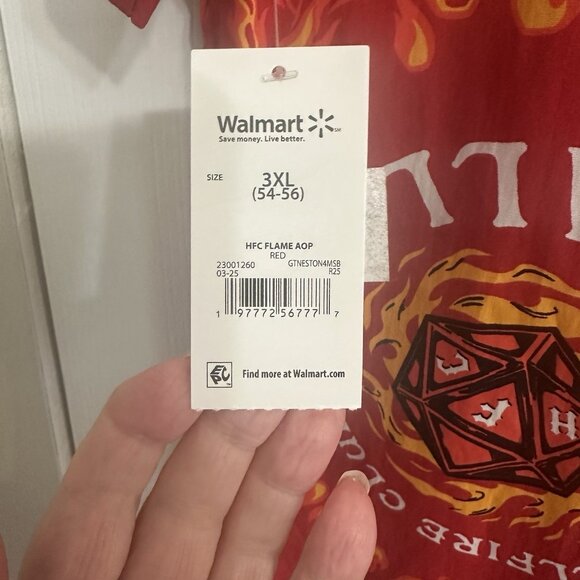 Walmart
Save money. Live better.
SIZE
3XL
(54-56)
HFC FLAME AOP
RED
23001260 GTNESTON4MSB
03-25 R25
1 97772 56777 7
EPC
Find more at Walmart.com
H F C